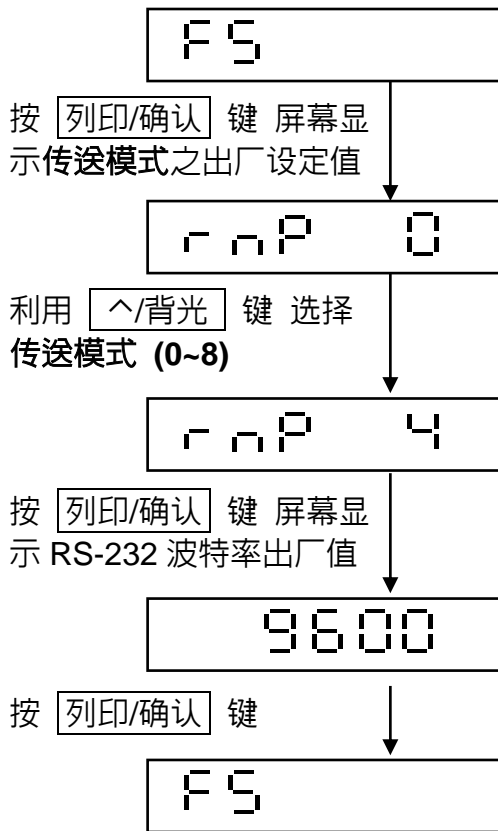 FS
按 列印/确认 键 屏幕显
示传送模式之出厂设定值
rnP 0
利用 ^/背光 键 选择
传送模式 (0~8)
rnP 4
按 列印/确认 键 屏幕显
示 RS-232 波特率出厂值
9600
按 列印/确认 键
FS